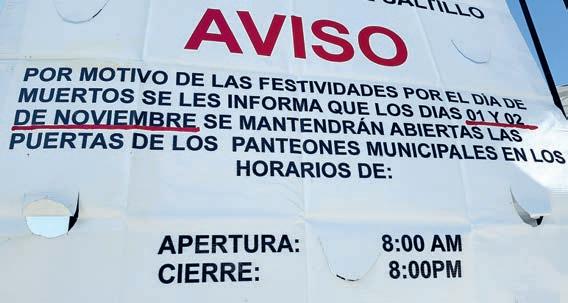 SALTILLO
AVISO
POR MOTIVO DE LAS FESTIVIDADES POR EL DIA DE
MUERTOS SE LES INFORMA QUE LOS DIAS 01 Y 02
DE NOVIEMBRE SE MANTENDRÁN ABIERTAS LAS
PUERTAS DE LOS PANTEONES MUNICIPALES EN LOS
HORARIOS DE:
APERTURA: 8:00 AM
CIERRE: 8:00PM